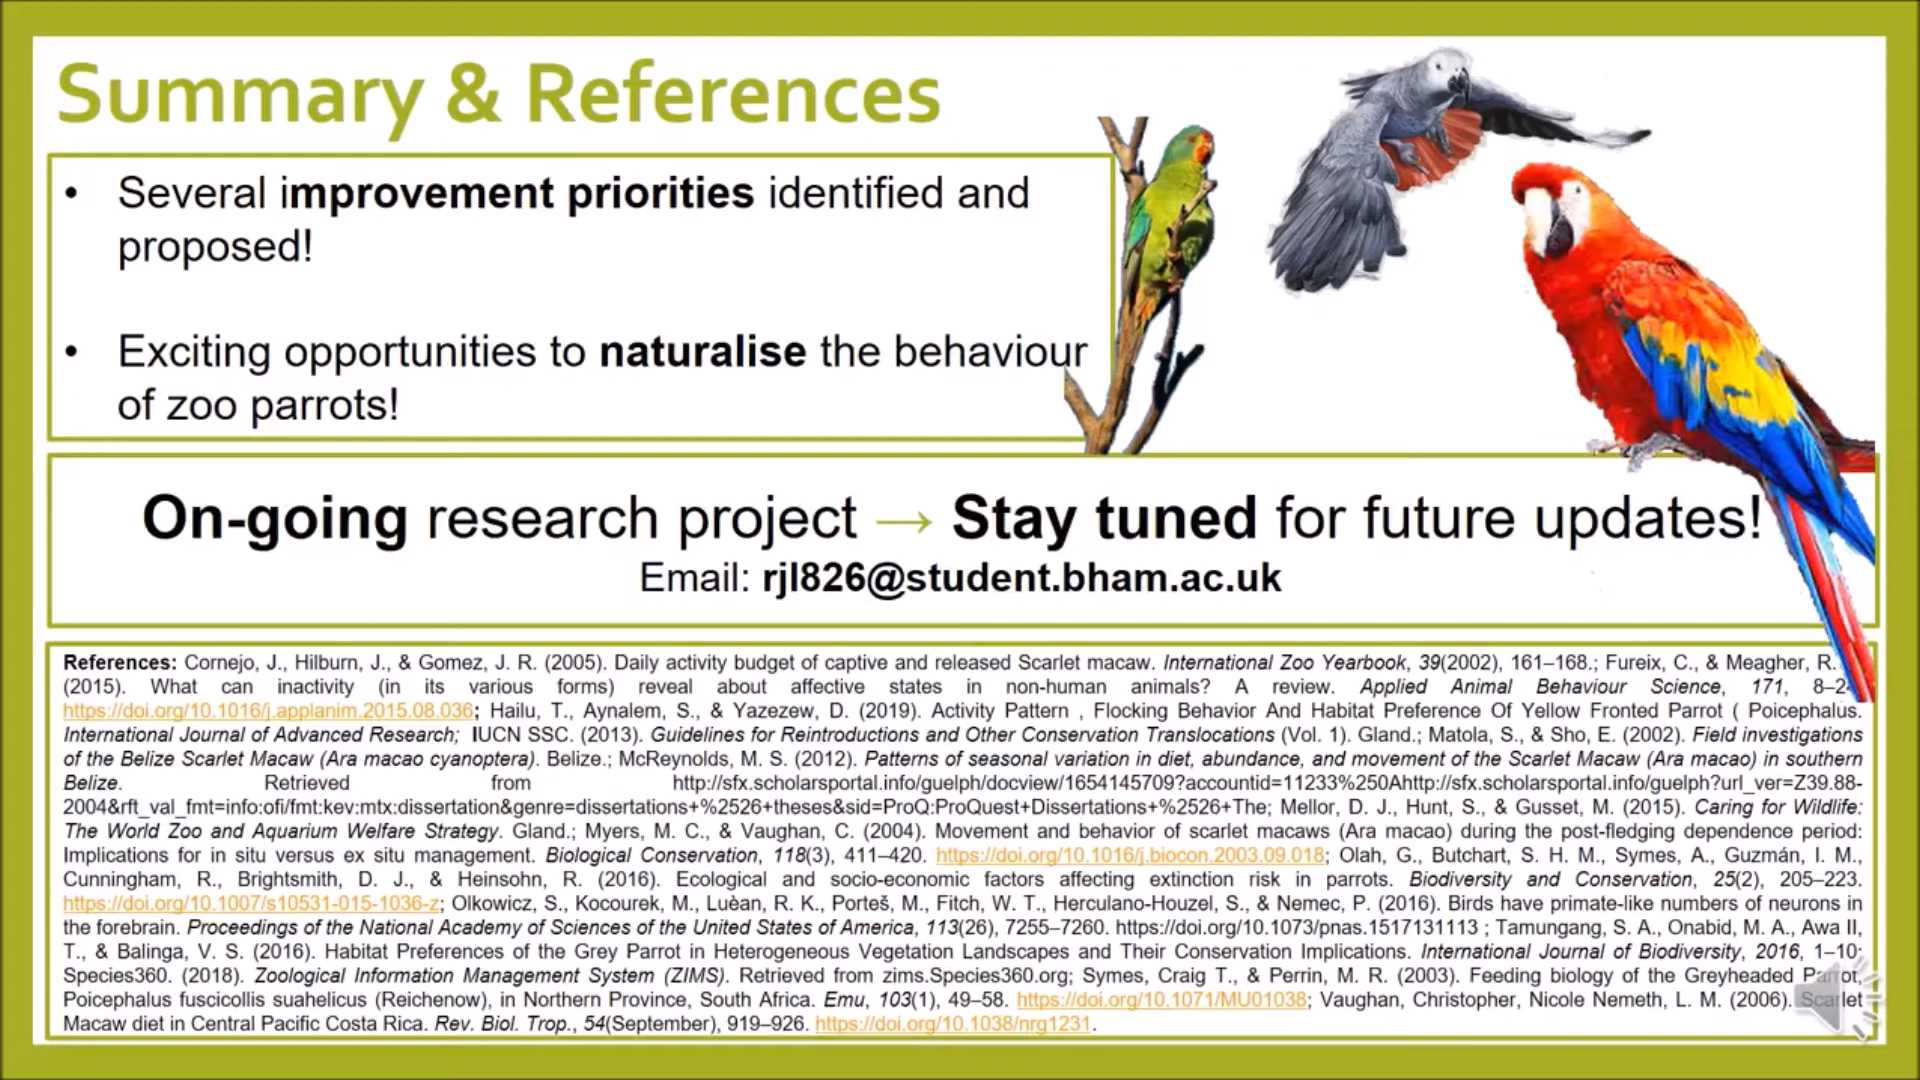 Summary & References
• Several improvement priorities identified and
proposed!
• Exciting opportunities to naturalise the behaviour
of zoo parrots!
On-going research project → Stay tuned for future updates!
Email: rjl826@student.bham.ac.uk
References: Cornejo, J., Hilburn, J., & Gomez, J. R. (2005). Daily activity budget of captive and released Scarlet macaw. International Zoo Yearbook, 39(2002), 161–168.; Fureix, C., & Meagher, R.
(2015). What can inactivity (in its various forms) reveal about affective states in non-human animals? A review. Applied Animal Behaviour Science, 171, 8–2
https://doi.org/10.1016/j.applanim.2015.08.036; Hailu, T., Aynalem, S., & Yazezew, D. (2019). Activity Pattern , Flocking Behavior And Habitat Preference Of Yellow Fronted Parrot ( Poicephalus.
International Journal of Advanced Research; IUCN SSC. (2013). Guidelines for Reintroductions and Other Conservation Translocations (Vol. 1). Gland.; Matola, S., & Sho, E. (2002). Field investigations
of the Belize Scarlet Macaw (Ara macao cyanoptera). Belize.; McReynolds, M. S. (2012). Patterns of seasonal variation in diet, abundance, and movement of the Scarlet Macaw (Ara macao) in southern
Belize. Retrieved from http://sfx.scholarsportal.info/guelph/docview/1654145709?accountid=11233%250Ahttp://sfx.scholarsportal.info/guelph?url_ver=Z39.88-
2004&rft_val_fmt=info:ofi/fmt:kev:mtx:dissertation&genre=dissertations+%2526+theses&sid=ProQ:ProQuest+Dissertations+%2526+The; Mellor, D. J., Hunt, S., & Gusset, M. (2015). Caring for Wildlife:
The World Zoo and Aquarium Welfare Strategy. Gland.; Myers, M. C., & Vaughan, C. (2004). Movement and behavior of scarlet macaws (Ara macao) during the post-fledging dependence period:
Implications for in situ versus ex situ management. Biological Conservation, 118(3), 411–420. https://doi.org/10.1016/j.biocon.2003.09.018; Olah, G., Butchart, S. H. M., Symes, A., Guzmán, I. M.,
Cunningham, R., Brightsmith, D. J., & Heinsohn, R. (2016). Ecological and socio-economic factors affecting extinction risk in parrots. Biodiversity and Conservation, 25(2), 205–223.
https://doi.org/10.1007/s10531-015-1036-z; Olkowicz, S., Kocourek, M., Luèan, R. K., Porteš, M., Fitch, W. T., Herculano-Houzel, S., & Nemec, P. (2016). Birds have primate-like numbers of neurons in
the forebrain. Proceedings of the National Academy of Sciences of the United States of America, 113(26), 7255–7260. https://doi.org/10.1073/pnas.1517131113 ; Tamungang, S. A., Onabid, M. A., Awa II,
T., & Balinga, V. S. (2016). Habitat Preferences of the Grey Parrot in Heterogeneous Vegetation Landscapes and Their Conservation Implications. International Journal of Biodiversity, 2016, 1–10;
Species360. (2018). Zoological Information Management System (ZIMS). Retrieved from zims.Species360.org; Symes, Craig T., & Perrin, M. R. (2003). Feeding biology of the Greyheaded Parrot,
Poicephalus fuscicollis suahelicus (Reichenow), in Northern Province, South Africa. Emu, 103(1), 49–58. https://doi.org/10.1071/MU01038; Vaughan, Christopher, Nicole Nemeth, L. M. (2006). Scarlet
Macaw diet in Central Pacific Costa Rica. Rev. Biol. Trop., 54(September), 919–926. https://doi.org/10.1038/nrg1231.